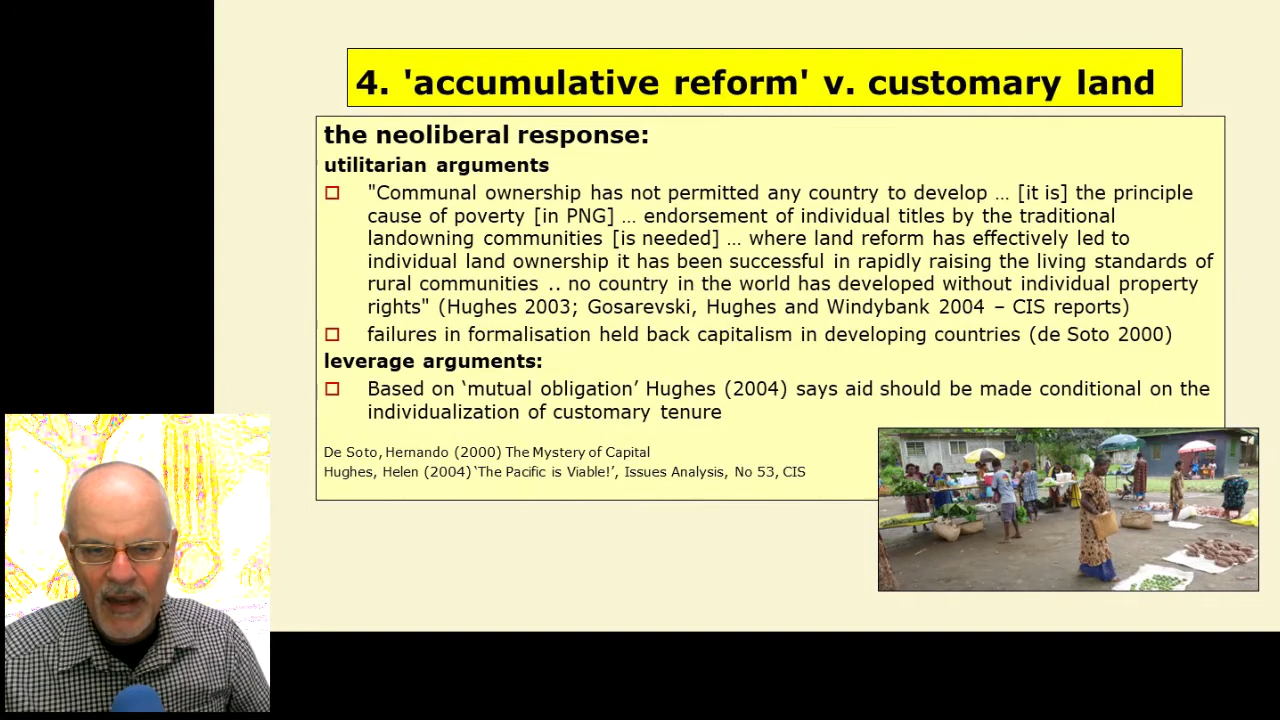 4. 'accumulative reform' v. customary land
the neoliberal response:
utilitarian arguments
"Communal ownership has not permitted any country to develop … [it is] the principle
cause of poverty [in PNG] … endorsement of individual titles by the traditional
landowning communities [is needed] … where land reform has effectively led to
individual land ownership it has been successful in rapidly raising the living standards of
rural communities .. no country in the world has developed without individual property
rights" (Hughes 2003; Gosarevski, Hughes and Windybank 2004 – CIS reports)
failures in formalisation held back capitalism in developing countries (de Soto 2000)
leverage arguments:
Based on ‘mutual obligation’ Hughes (2004) says aid should be made conditional on the
individualization of customary tenure
De Soto, Hernando (2000) The Mystery of Capital
Hughes, Helen (2004) ‘The Pacific is Viable!’, Issues Analysis, No 53, CIS